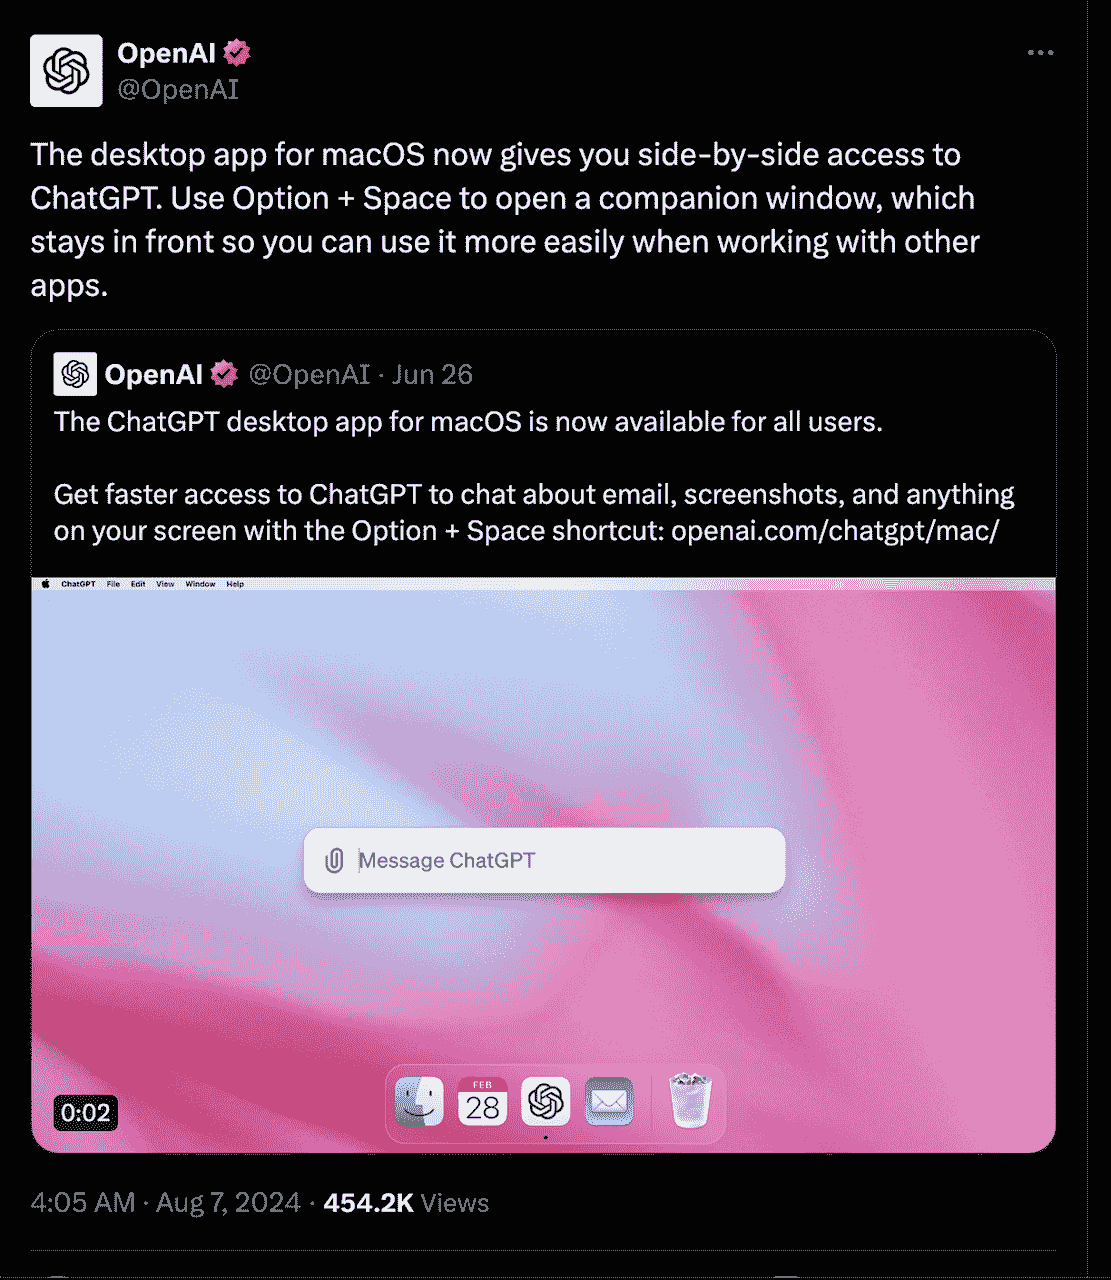 OpenAI
@OpenAI
The desktop app for macOS now gives you side-by-side access to
ChatGPT. Use Option + Space to open a companion window, which
stays in front so you can use it more easily when working with other
apps.
OpenAI @OpenAI · Jun 26
The ChatGPT desktop app for macOS is now available for all users.
Get faster access to ChatGPT to chat about email, screenshots, and anything
on your screen with the Option + Space shortcut: openai.com/chatgpt/mac/
ChatGPT File Edit View Window Help
Message ChatGPT
FEB
28
0:02
4:05 AM · Aug 7, 2024 · 454.2K Views